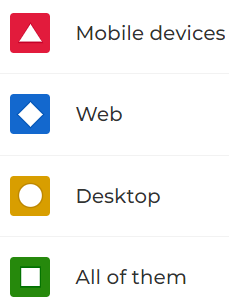 Mobile devices
Web
Desktop
All of them